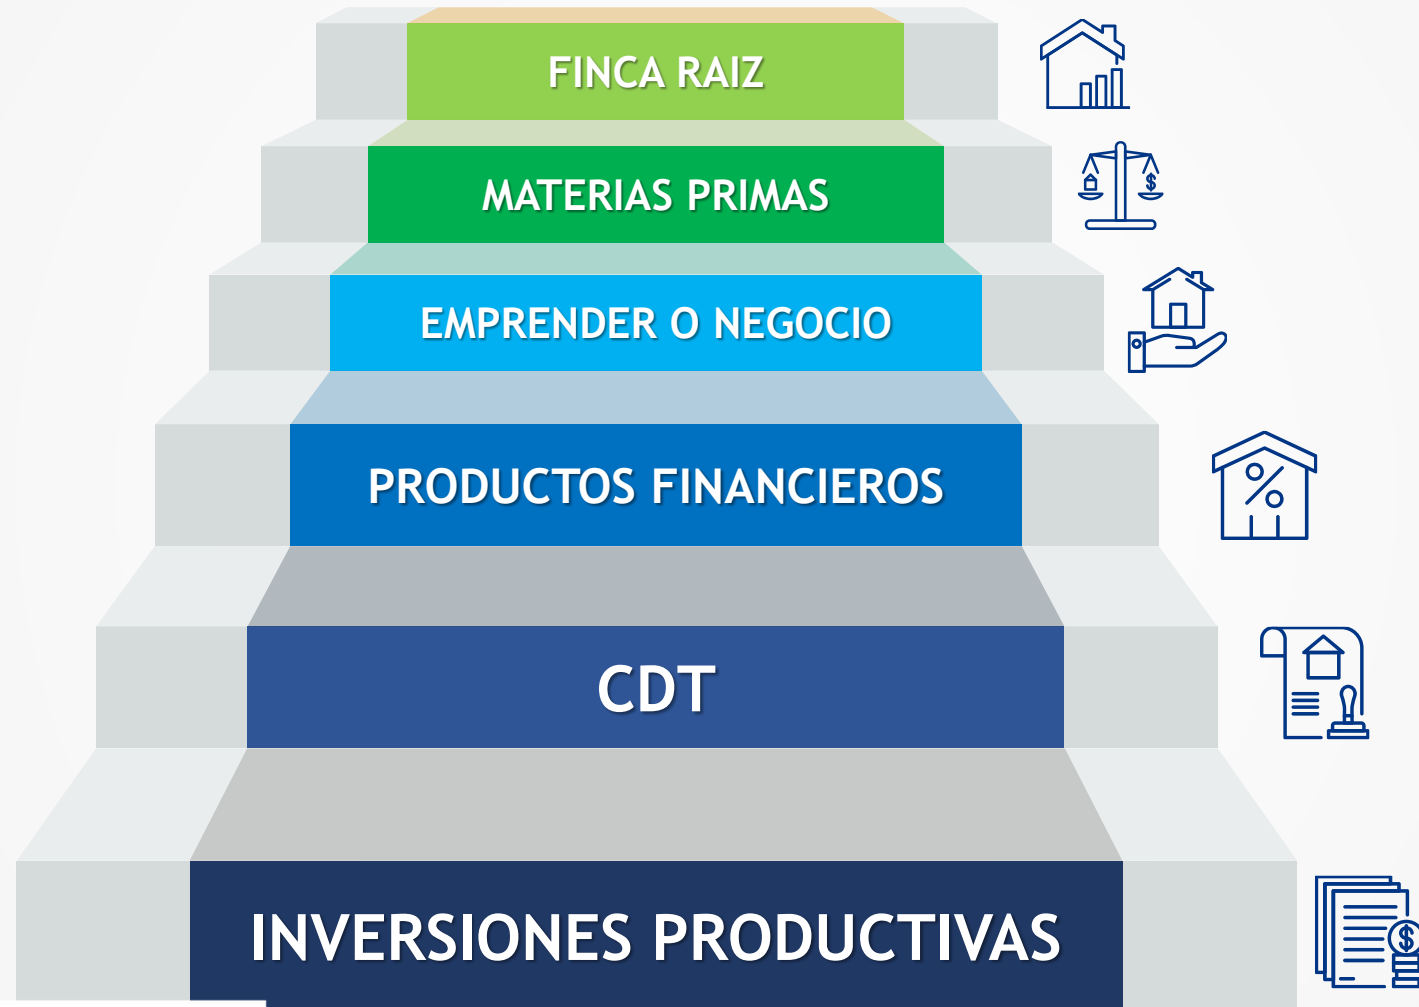 FINCA RAIZ
MATERIAS PRIMAS
$
EMPRENDER O NEGOCIO
PRODUCTOS FINANCIEROS
%
CDT
INVERSIONES PRODUCTIVAS
$